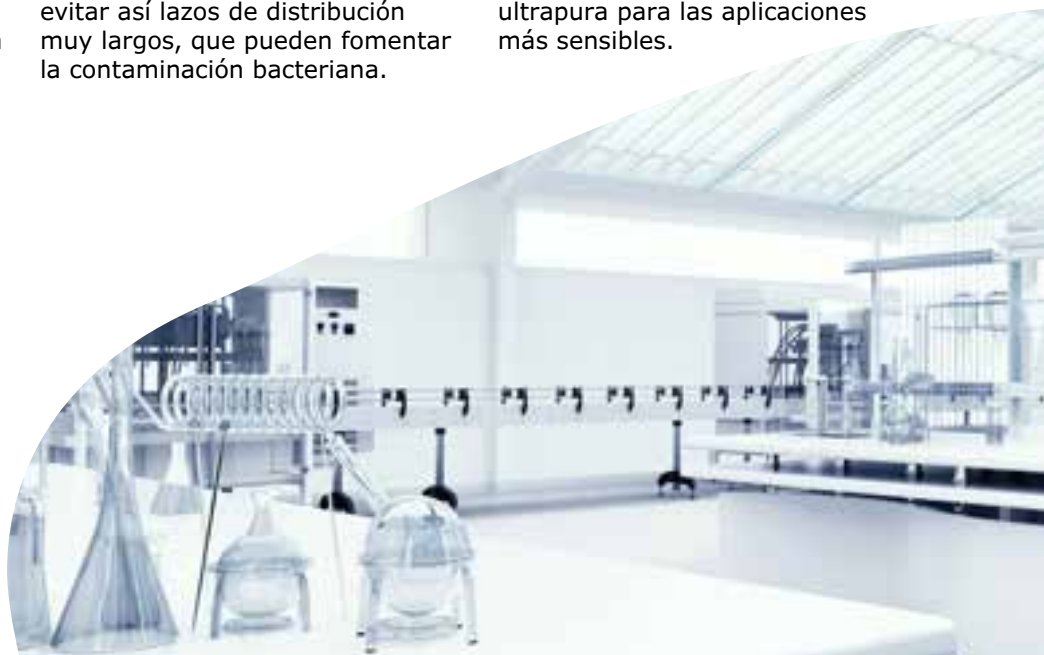 evitar así lazos de distribución
muy largos, que pueden fomentar
la contaminación bacteriana.
ultrapura para las aplicaciones
más sensibles.